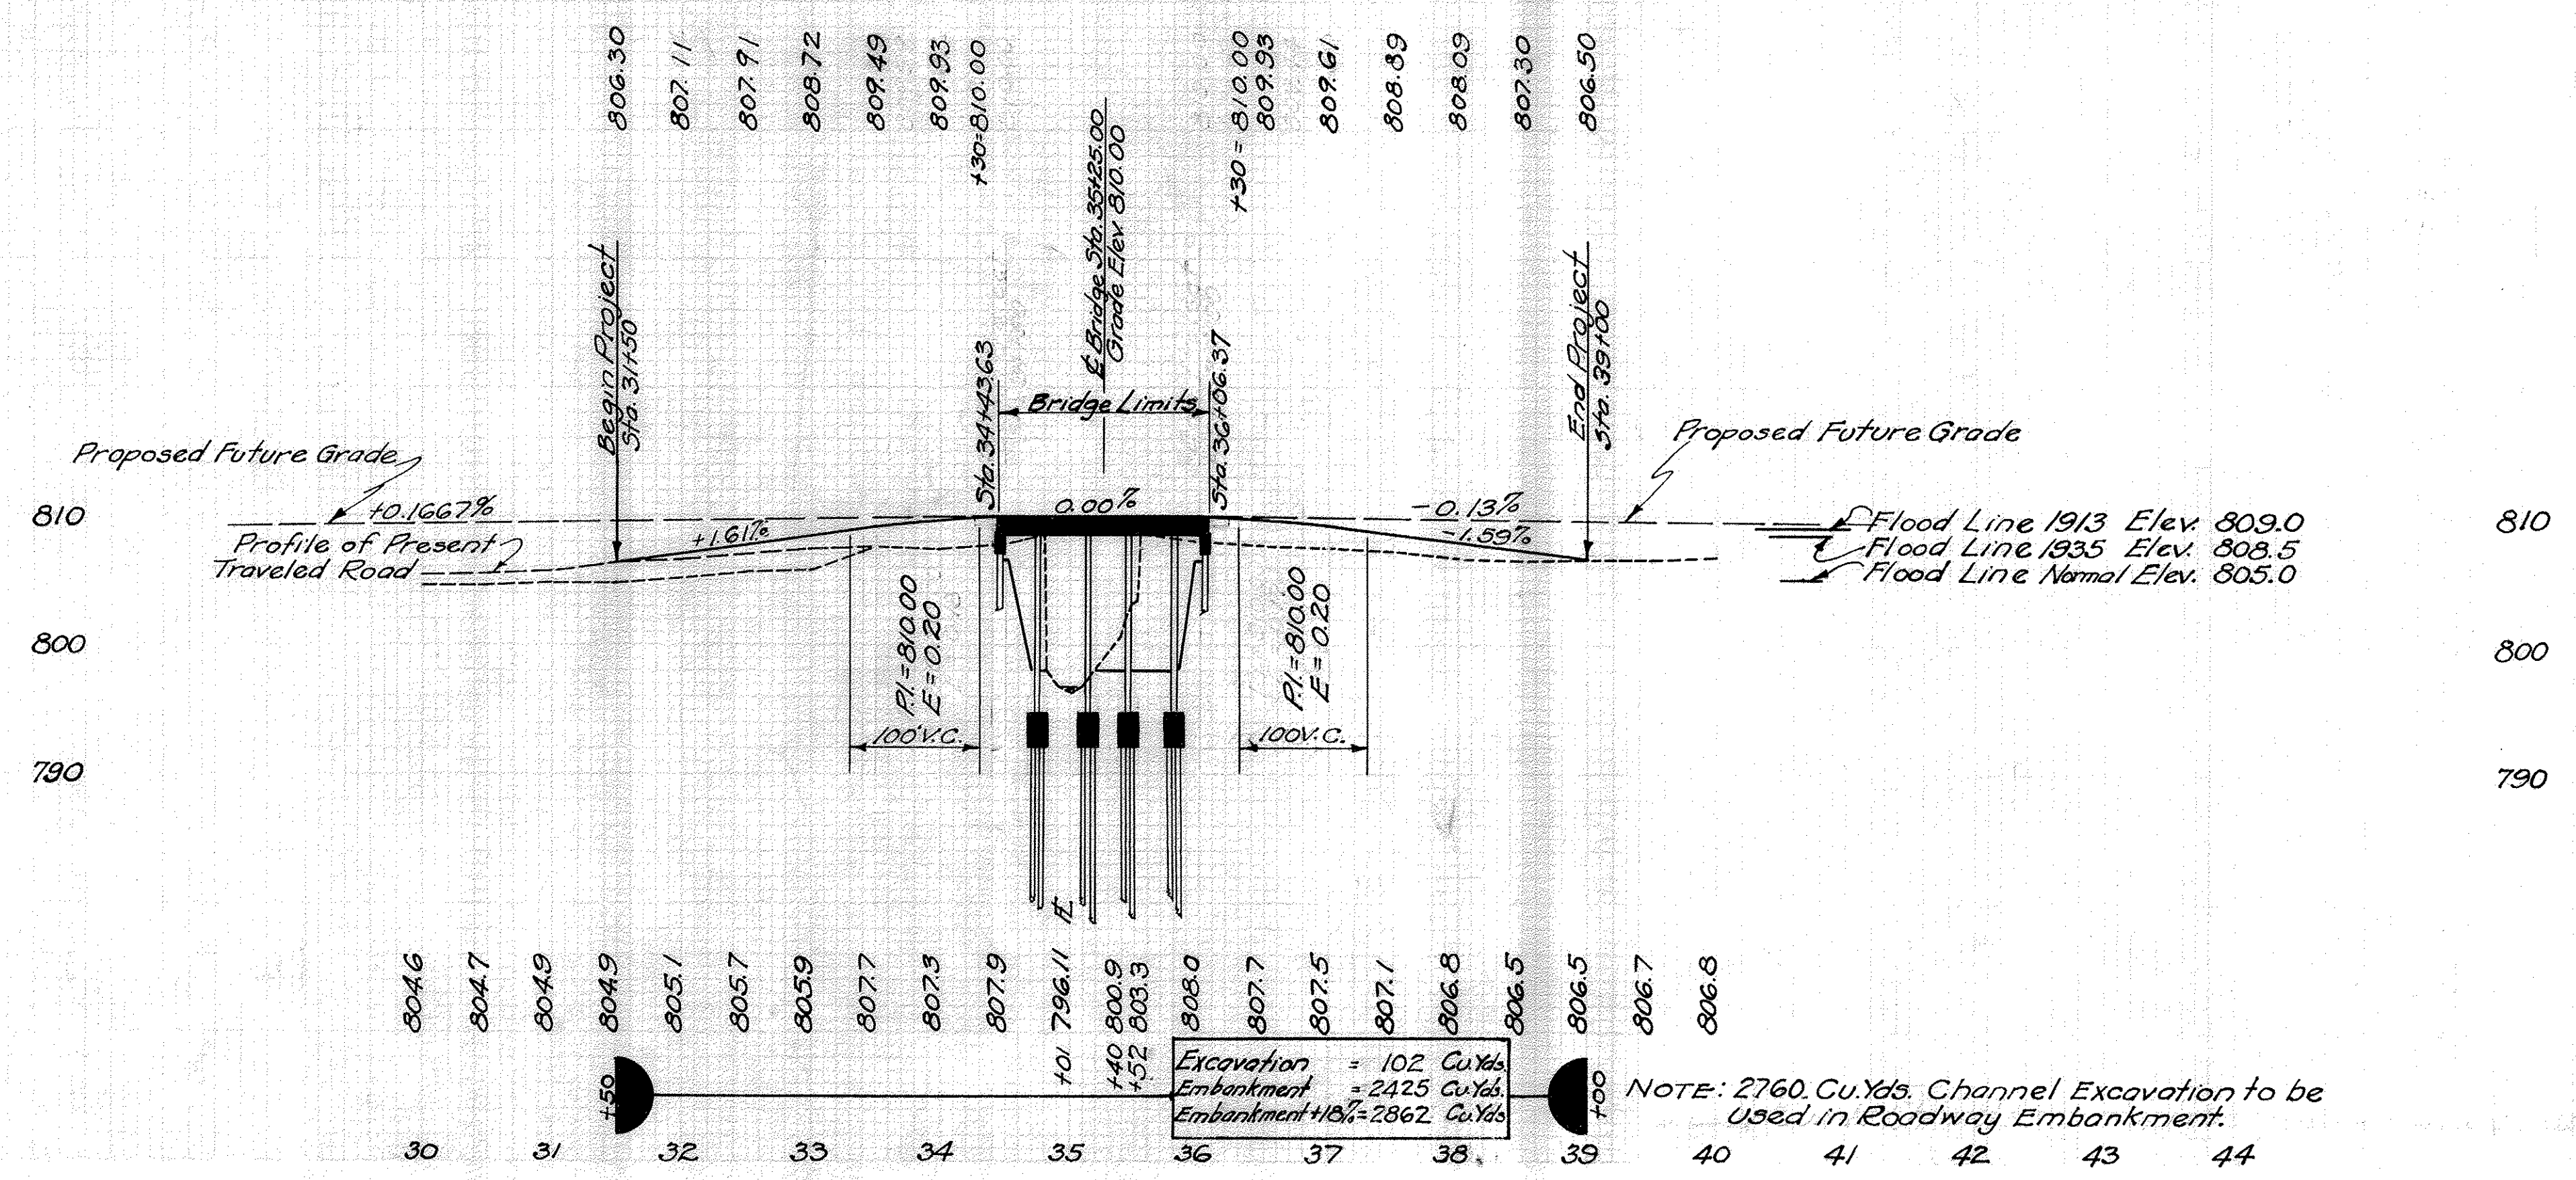 806.30
807.11
807.91
808.72
809.49
809.93
+30=810.00
℄ Bridge Sta. 35+25.00
Grade Elev. 810.00
+30=810.00
809.93
809.61
808.89
808.09
807.30
806.50
Begin Project
Sta. 31+50
Sta. 34+43.63
Bridge Limits
Sta. 36+06.37
End Project
Sta. 39+00
Proposed Future Grade
Proposed Future Grade
810
+0.1667%
+1.61%
0.00%
-0.13%
-1.59%
Profile of Present
Traveled Road
Flood Line 1913 Elev. 809.0
Flood Line 1935 Elev. 808.5
Flood Line Normal Elev. 805.0
810
800
P.I.=810.00
E=0.20
100'V.C.
P.I.=810.00
E=0.20
100V.C.
800
790
790
804.6
804.7
804.9
804.9
805.1
805.7
805.9
807.7
807.3
807.9
+01 796.11
+40 800.9
+52 803.3
808.0
807.7
807.5
807.1
806.8
806.5
806.5
806.7
806.8
+50
Excavation = 102 Cu.Yds.
Embankment = 2425 Cu.Yds.
Embankment+18%=2862 Cu.Yds
+00
NOTE: 2760. Cu.Yds. Channel Excavation to be
Used in Roadway Embankment.
30 31 32 33 34 35 36 37 38 39 40 41 42 43 44